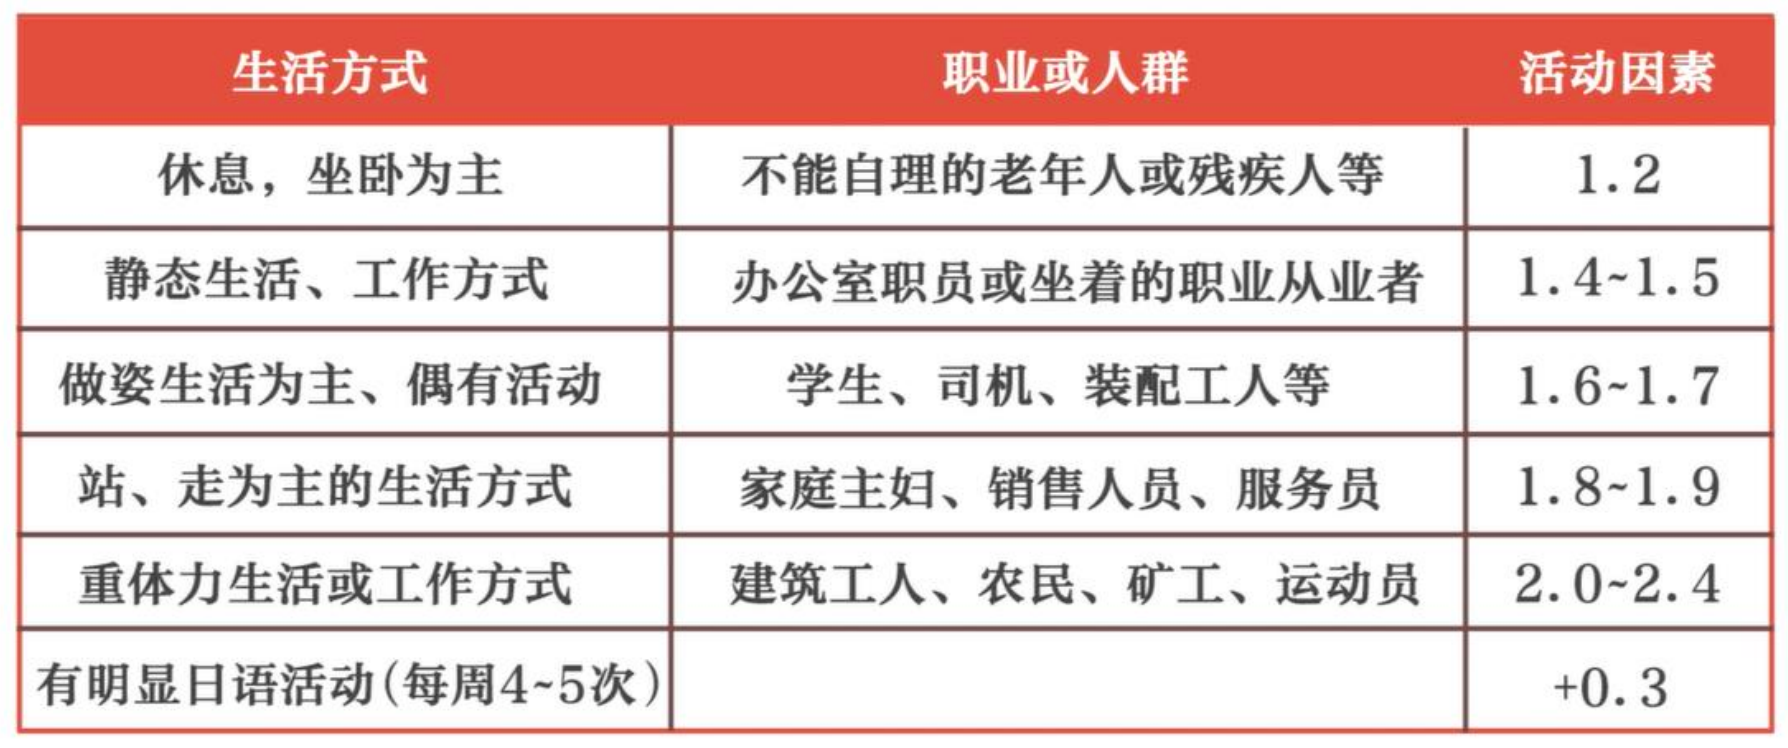 生活方式 职业或人群 活动因素
休息，坐卧为主 不能自理的老年人或残疾人等 1.2
静态生活、工作方式 办公室职员或坐着的职业从业者 1.4~1.5
做姿生活为主、偶有活动 学生、司机、装配工人等 1.6~1.7
站、走为主的生活方式 家庭主妇、销售人员、服务员 1.8~1.9
重体力生活或工作方式 建筑工人、农民、矿工、运动员 2.0~2.4
有明显日语活动(每周4~5次) +0.3